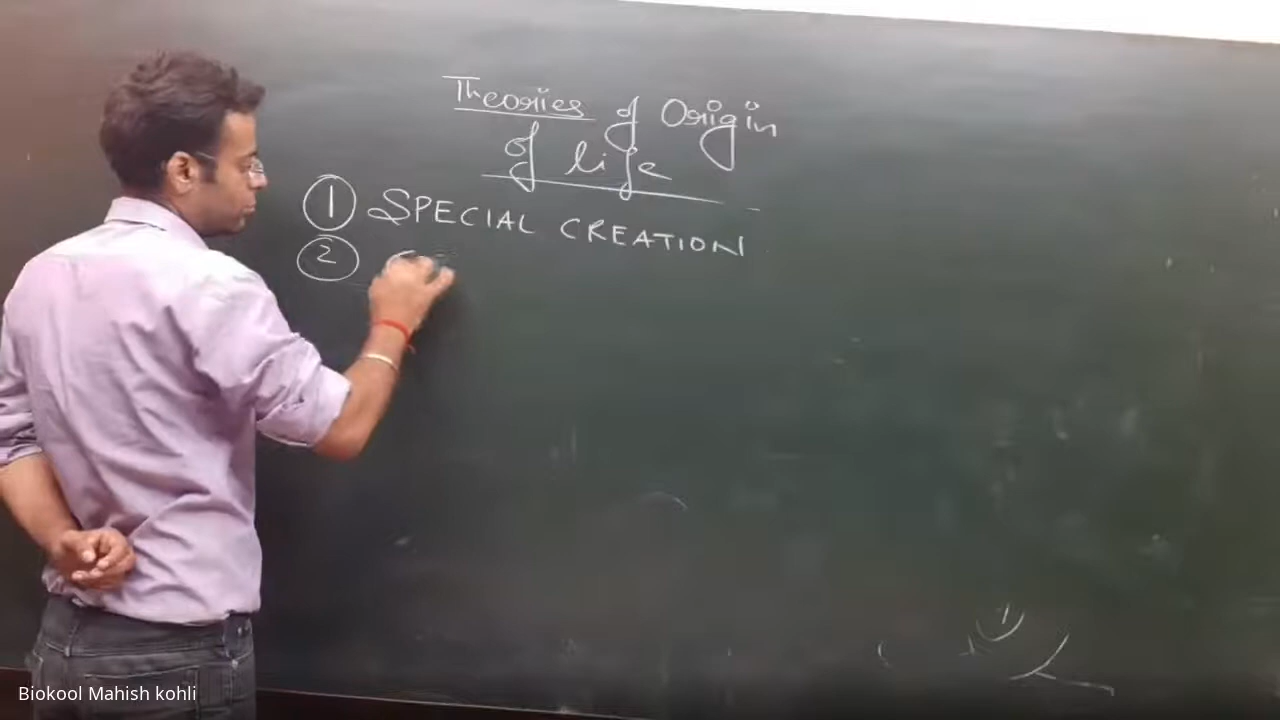 Theories of Origin
of life
1 SPECIAL CREATION
2
Biokool Mahish kohli